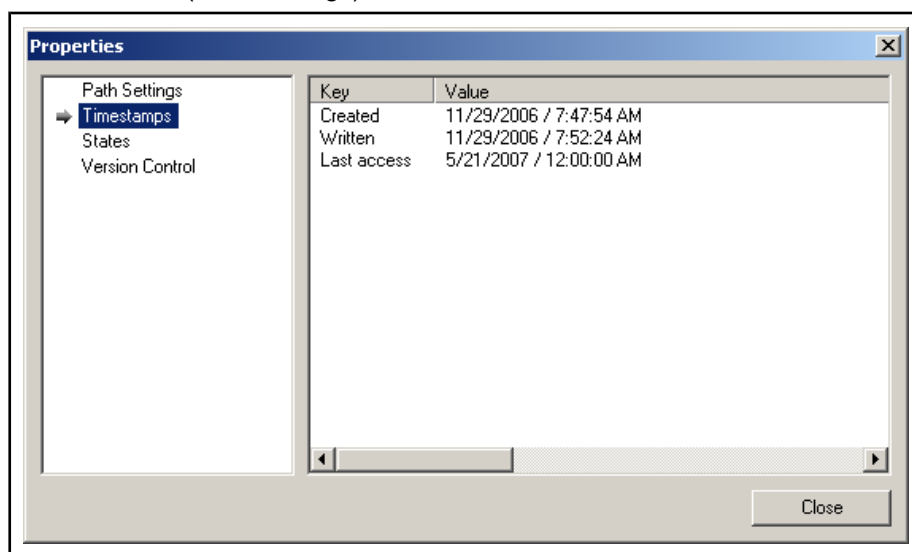 Properties
Path Settings
Timestamps
States
Version Control
Key Value
Created 11/29/2006 / 7:47:54 AM
Written 11/29/2006 / 7:52:24 AM
Last access 5/21/2007 / 12:00:00 AM
Close